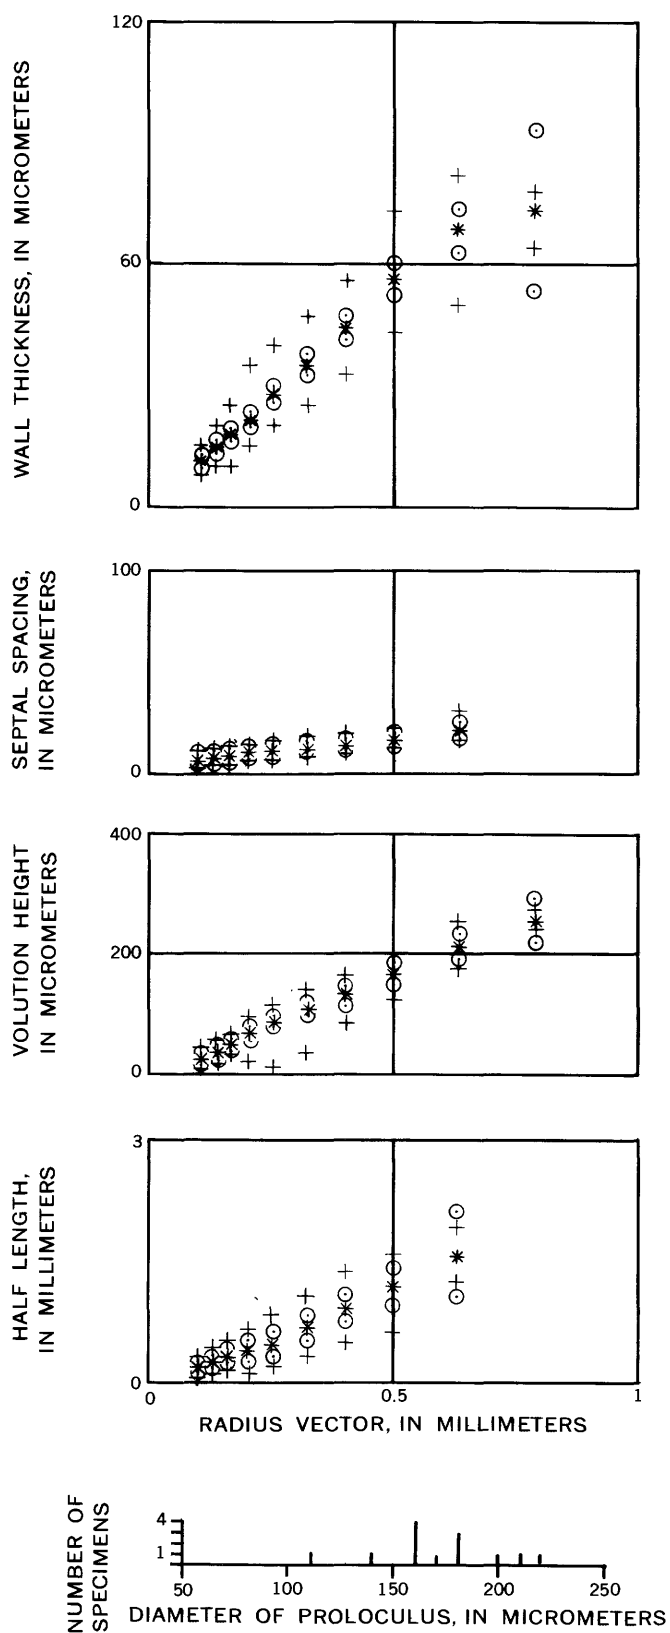 120
WALL THICKNESS, IN MICROMETERS
60
0
100
SEPTAL SPACING,
IN MICROMETERS
0
400
VOLUTION HEIGHT
IN MICROMETERS
200
0
3
HALF LENGTH,
IN MILLIMETERS
0
0 0.5 1
RADIUS VECTOR, IN MILLIMETERS
NUMBER OF
SPECIMENS
4
1
50 100 150 200 250
DIAMETER OF PROLOCULUS, IN MICROMETERS